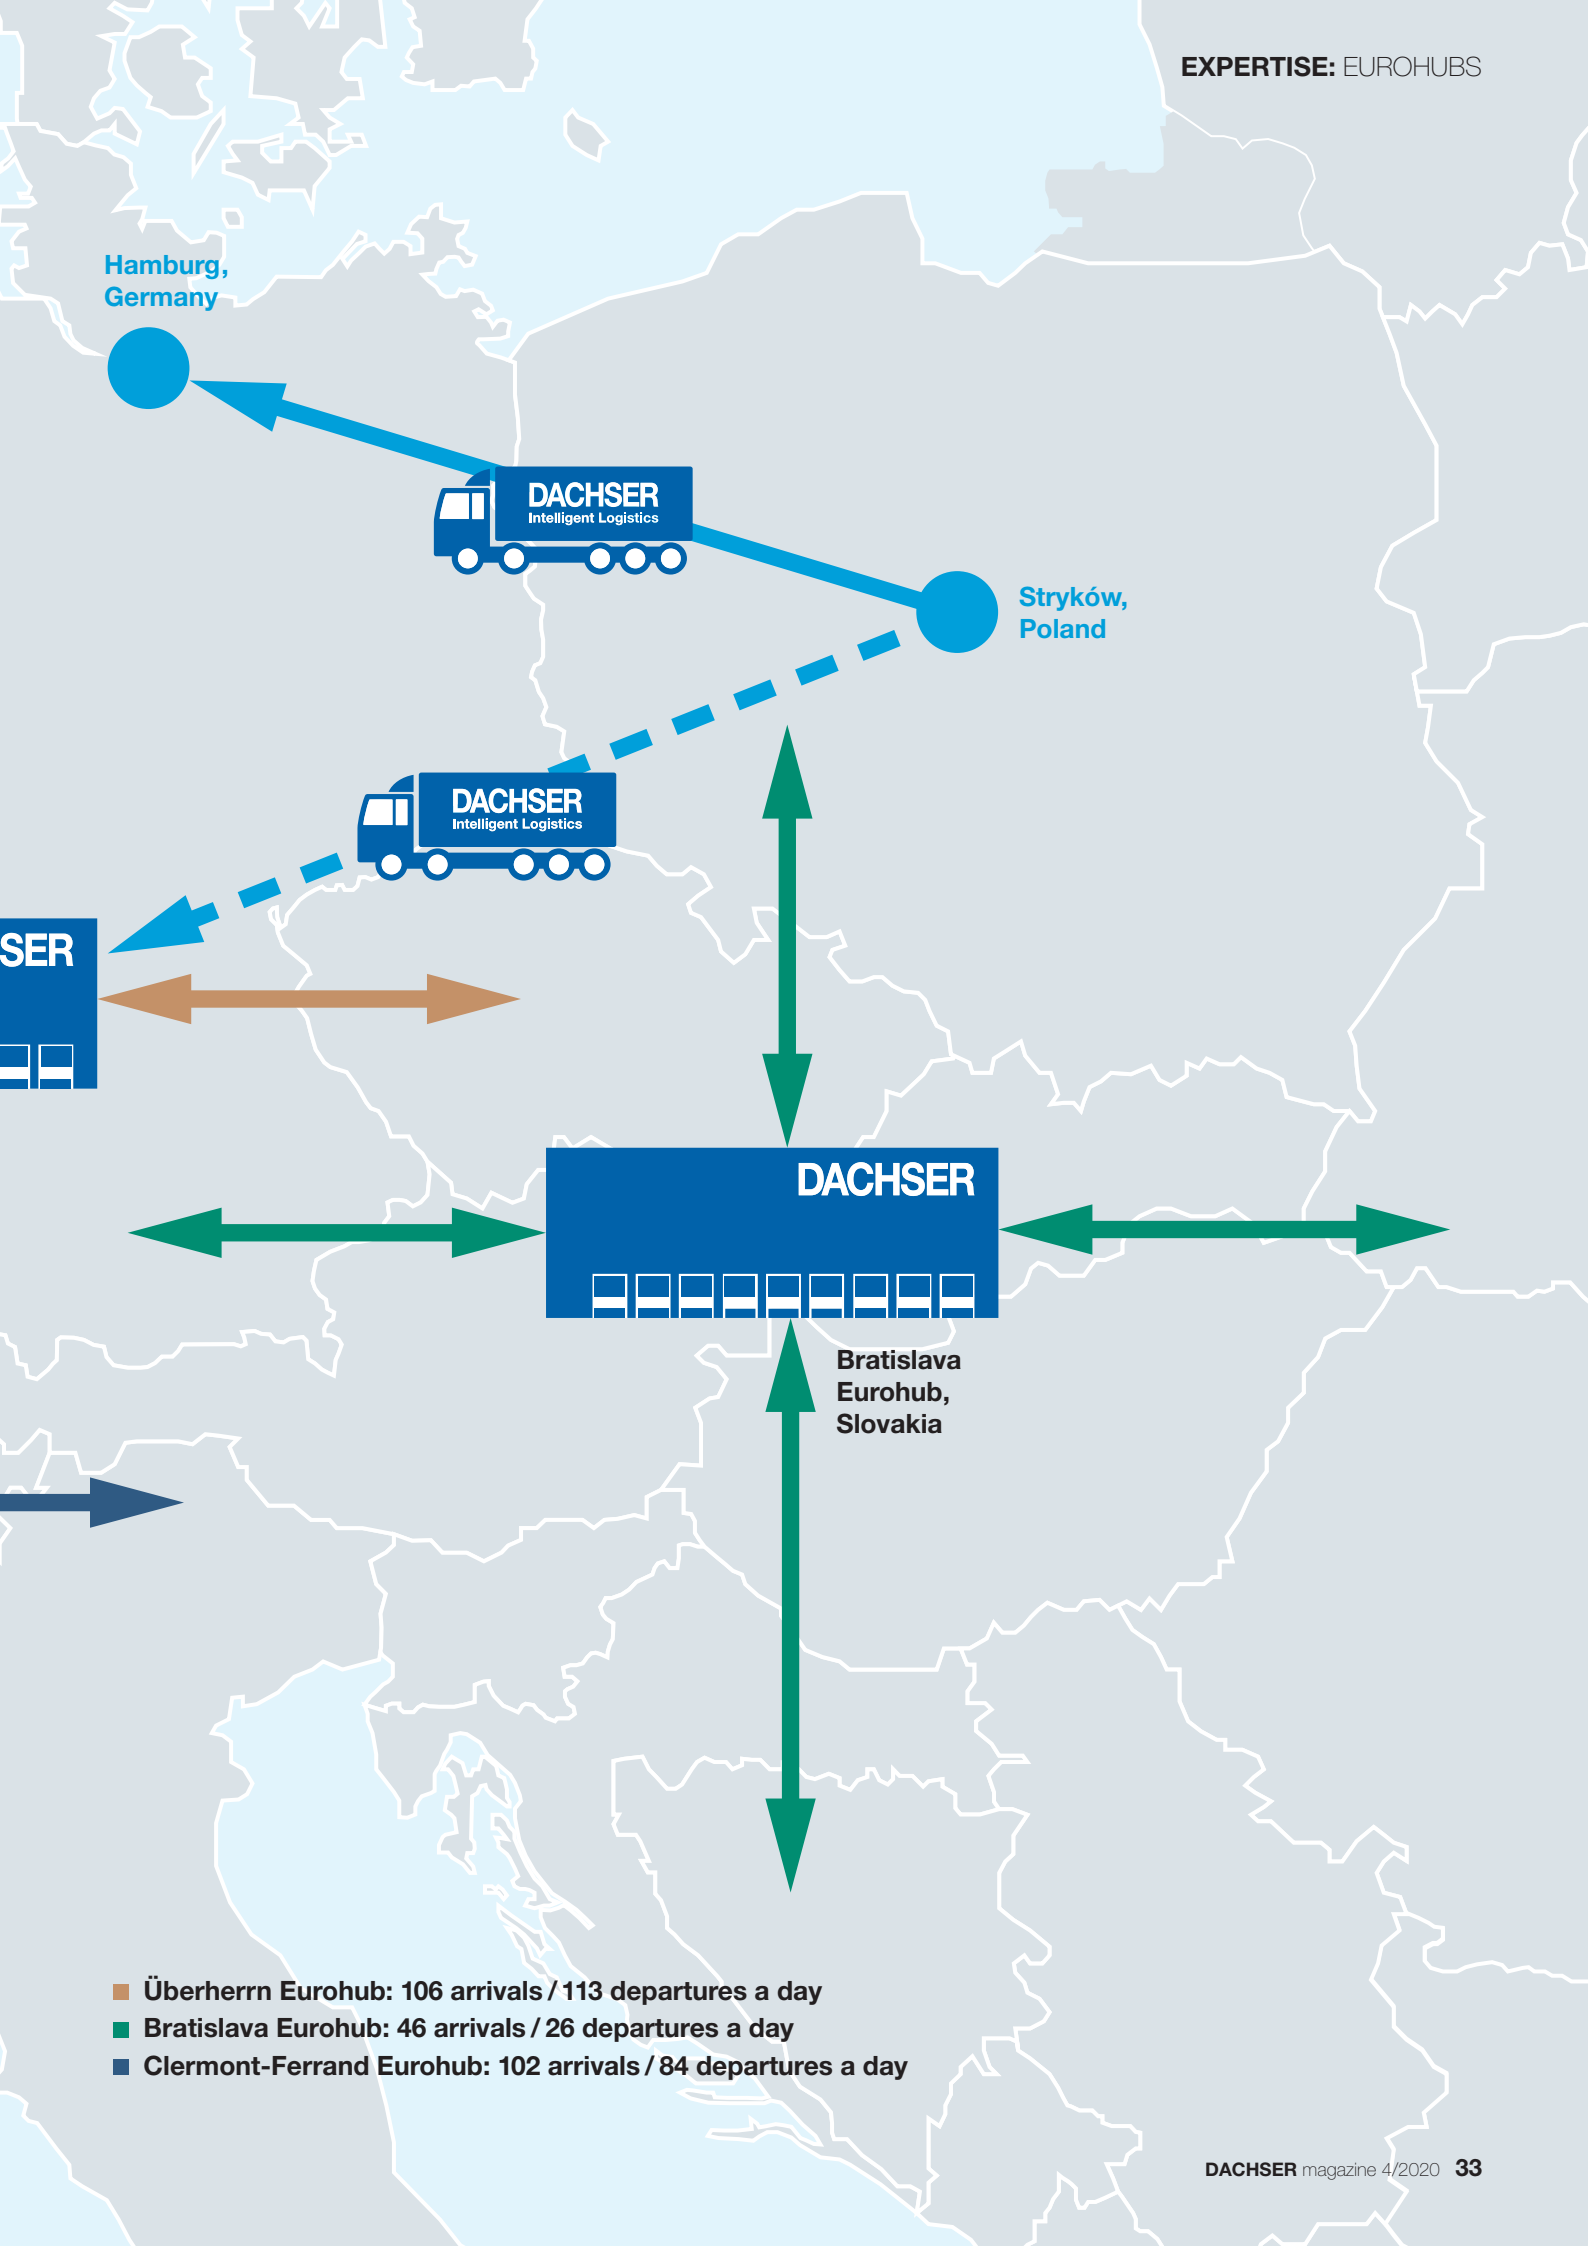 EXPERTISE: EUROHUBS
Hamburg,
Germany
DACHSER
Intelligent Logistics
Stryków,
Poland
DACHSER
Intelligent Logistics
SER
DACHSER
Bratislava
Eurohub,
Slovakia
Überherrn Eurohub: 106 arrivals / 113 departures a day
Bratislava Eurohub: 46 arrivals / 26 departures a day
Clermont-Ferrand Eurohub: 102 arrivals / 84 departures a day
DACHSER magazine 4/2020 33